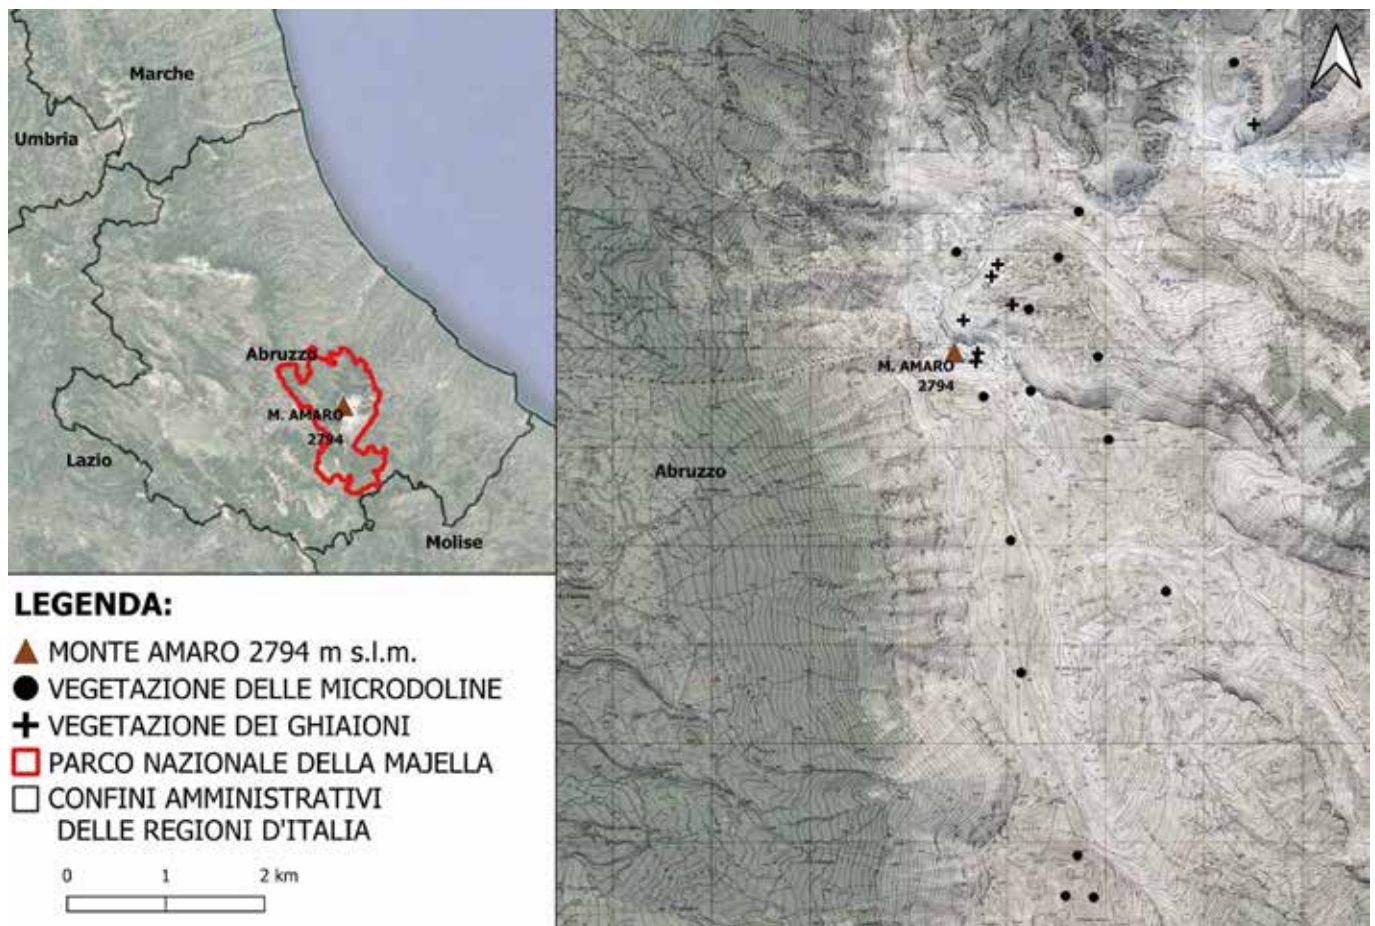 Marche
Umbria
Abruzzo
M. AMARO
2794
Lazio
Molise
M. AMARO
2794
Abruzzo
LEGENDA:
MONTE AMARO 2794 m s.l.m.
VEGETAZIONE DELLE MICRODOLINE
VEGETAZIONE DEI GHIAIONI
PARCO NAZIONALE DELLA MAJELLA
CONFINI AMMINISTRATIVI
DELLE REGIONI D'ITALIA
0 1 2 km